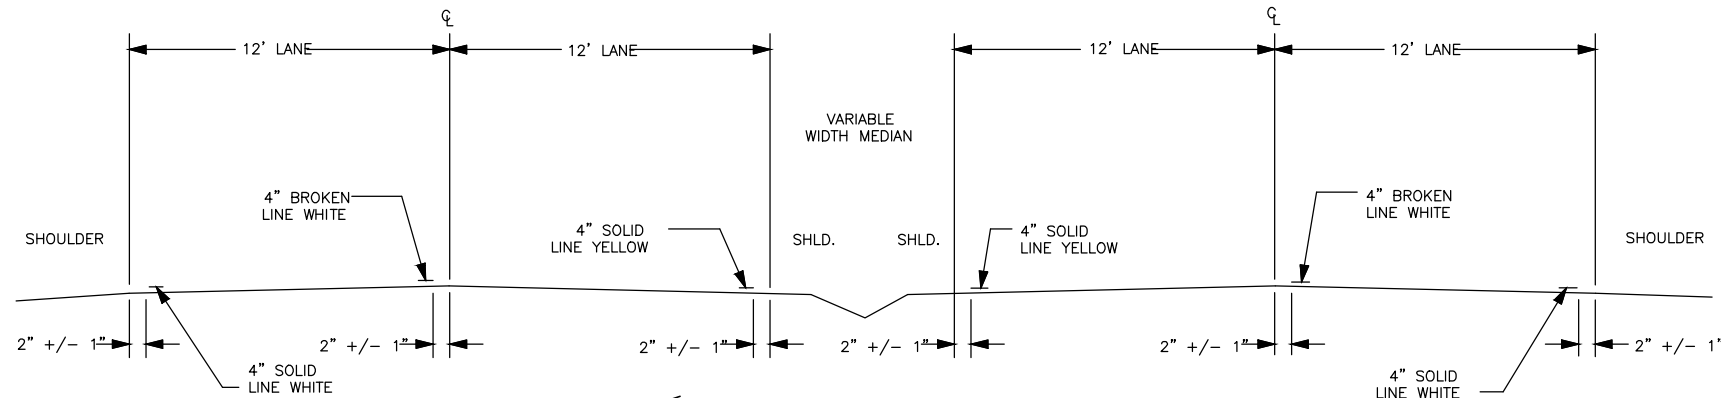 ℄
℄
12' LANE
12' LANE
12' LANE
12' LANE
VARIABLE
WIDTH MEDIAN
4" BROKEN
LINE WHITE
4" BROKEN
LINE WHITE
SHOULDER
4" SOLID
LINE YELLOW
SHLD.
SHLD.
4" SOLID
LINE YELLOW
SHOULDER
2" +/- 1"
2" +/- 1"
2" +/- 1"
2" +/- 1"
2" +/- 1"
2" +/- 1"
4" SOLID
LINE WHITE
4" SOLID
LINE WHITE